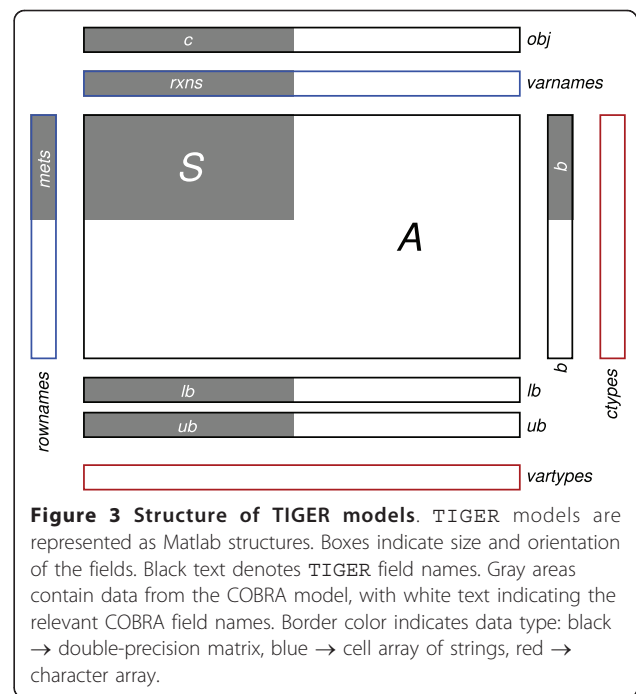 c obj
rxns varnames
mets
S
A
b
rownames
b
ctypes
lb lb
ub ub
vartypes
Figure 3 Structure of TIGER models. TIGER models are
represented as Matlab structures. Boxes indicate size and orientation
of the fields. Black text denotes TIGER field names. Gray areas
contain data from the COBRA model, with white text indicating the
relevant COBRA field names. Border color indicates data type: black
→ double-precision matrix, blue → cell array of strings, red →
character array.